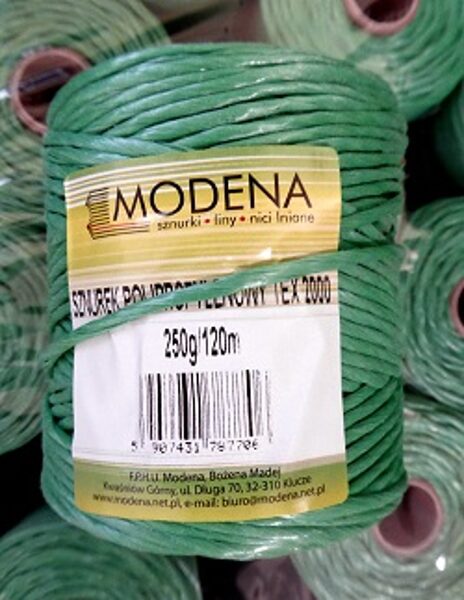 MODENA
sznurki • liny • nici lniane
SZNUREK POLIPROPYLENOWY TEX 2000
250g/120m
5 907431 787706
F.P.H.U. Modena, Bożena Madej
Kwaśniów Górny, ul. Długa 70, 32-310 Klucze
www.modena.net.pl, e-mail: biuro@modena.net.pl